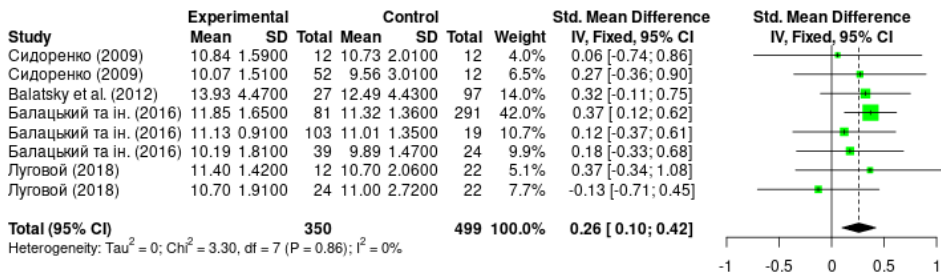 Experimental Control Std. Mean Difference Std. Mean Difference
Study Mean SD Total Mean SD Total Weight IV, Fixed, 95% CI IV, Fixed, 95% CI
Сидоренко (2009) 10.84 1.5900 12 10.73 2.0100 12 4.0% 0.06 [-0.74; 0.86]
Сидоренко (2009) 10.07 1.5100 52 9.56 3.0100 12 6.5% 0.27 [-0.36; 0.90]
Balatsky et al. (2012) 13.93 4.4700 27 12.49 4.4300 97 14.0% 0.32 [-0.11; 0.75]
Балацький та ін. (2016) 11.85 1.6500 81 11.32 1.3600 291 42.0% 0.37 [ 0.12; 0.62]
Балацький та ін. (2016) 11.13 0.9100 103 11.01 1.3500 19 10.7% 0.12 [-0.37; 0.61]
Балацький та ін. (2016) 10.19 1.8100 39 9.89 1.4700 24 9.9% 0.18 [-0.33; 0.68]
Луговой (2018) 11.40 1.4200 12 10.70 2.0600 22 5.1% 0.37 [-0.34; 1.08]
Луговой (2018) 10.70 1.9100 24 11.00 2.7200 22 7.7% -0.13 [-0.71; 0.45]
Total (95% CI) 350 499 100.0% 0.26 [ 0.10; 0.42]
Heterogeneity: Tau² = 0; Chi² = 3.30, df = 7 (P = 0.86); I² = 0%
-1 -0.5 0 0.5 1